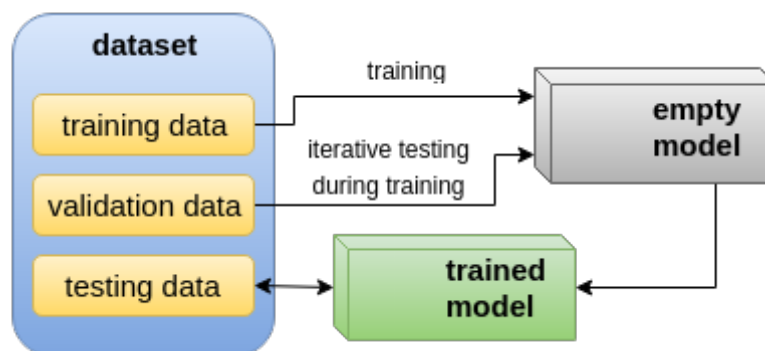 dataset
training data
validation data
testing data
training
iterative testing
during training
empty
model
trained
model